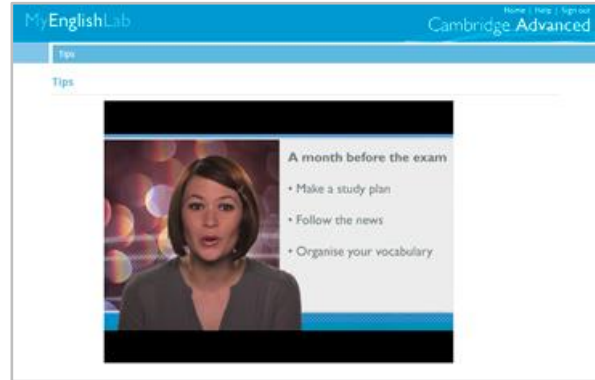 Home | Help | Sign out
MyEnglishLab
Cambridge Advanced
Tips
Tips
A month before the exam
• Make a study plan
• Follow the news
• Organise your vocabulary